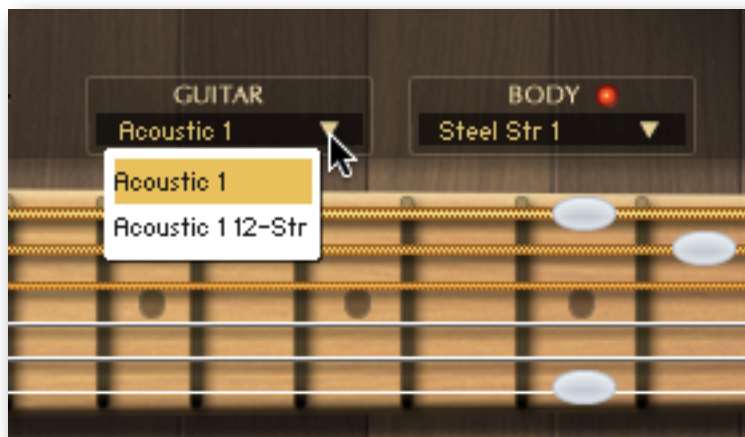 GUITAR
Acoustic 1
BODY
Steel Str 1
Acoustic 1
Acoustic 1 12-Str